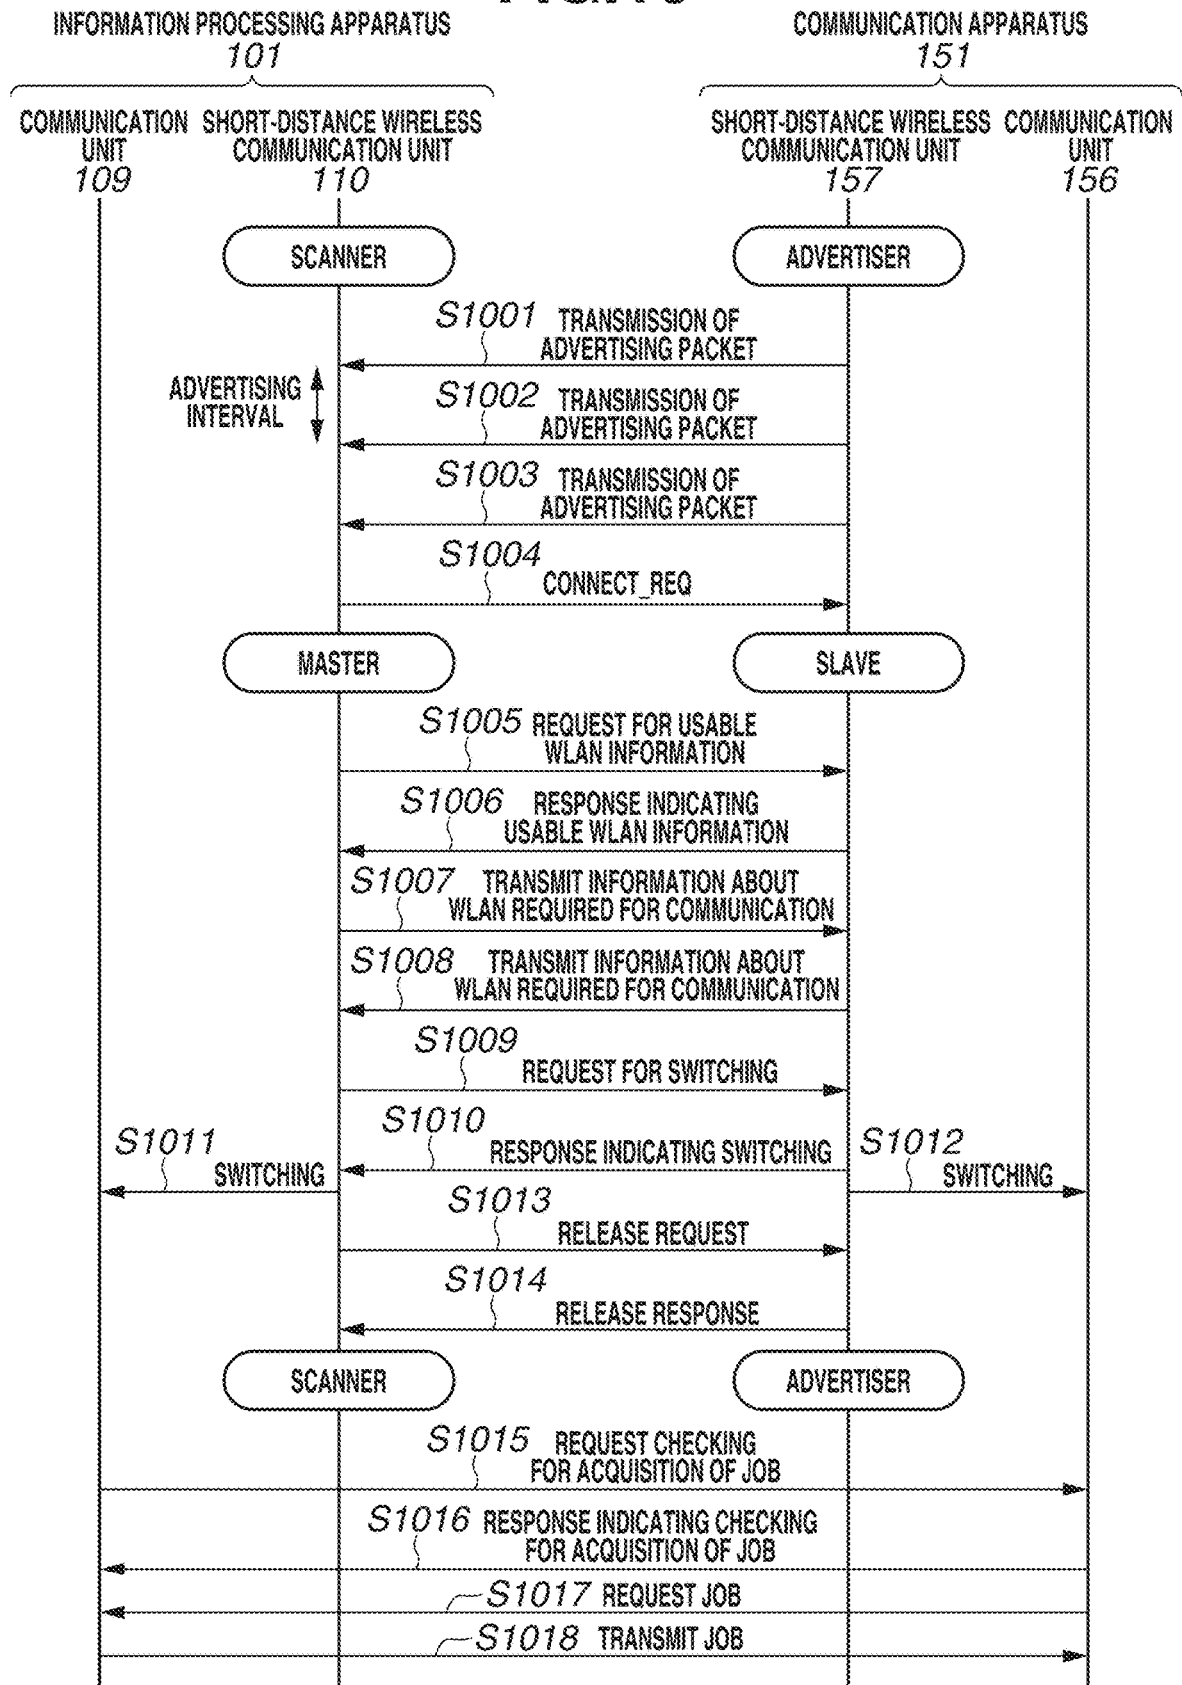 INFORMATION PROCESSING APPARATUS
101
COMMUNICATION APPARATUS
151
COMMUNICATION
UNIT
109
SHORT-DISTANCE WIRELESS
COMMUNICATION UNIT
110
SHORT-DISTANCE WIRELESS
COMMUNICATION UNIT
157
COMMUNICATION
UNIT
156
SCANNER
ADVERTISER
S1001 TRANSMISSION OF
ADVERTISING PACKET
ADVERTISING
INTERVAL
S1002 TRANSMISSION OF
ADVERTISING PACKET
S1003 TRANSMISSION OF
ADVERTISING PACKET
S1004
CONNECT_REQ
MASTER
SLAVE
S1005 REQUEST FOR USABLE
WLAN INFORMATION
S1006 RESPONSE INDICATING
USABLE WLAN INFORMATION
S1007 TRANSMIT INFORMATION ABOUT
WLAN REQUIRED FOR COMMUNICATION
S1008 TRANSMIT INFORMATION ABOUT
WLAN REQUIRED FOR COMMUNICATION
S1009
REQUEST FOR SWITCHING
S1010
RESPONSE INDICATING SWITCHING
S1011
SWITCHING
S1012
SWITCHING
S1013
RELEASE REQUEST
S1014
RELEASE RESPONSE
SCANNER
ADVERTISER
S1015 REQUEST CHECKING
FOR ACQUISITION OF JOB
S1016 RESPONSE INDICATING CHECKING
FOR ACQUISITION OF JOB
S1017 REQUEST JOB
S1018 TRANSMIT JOB